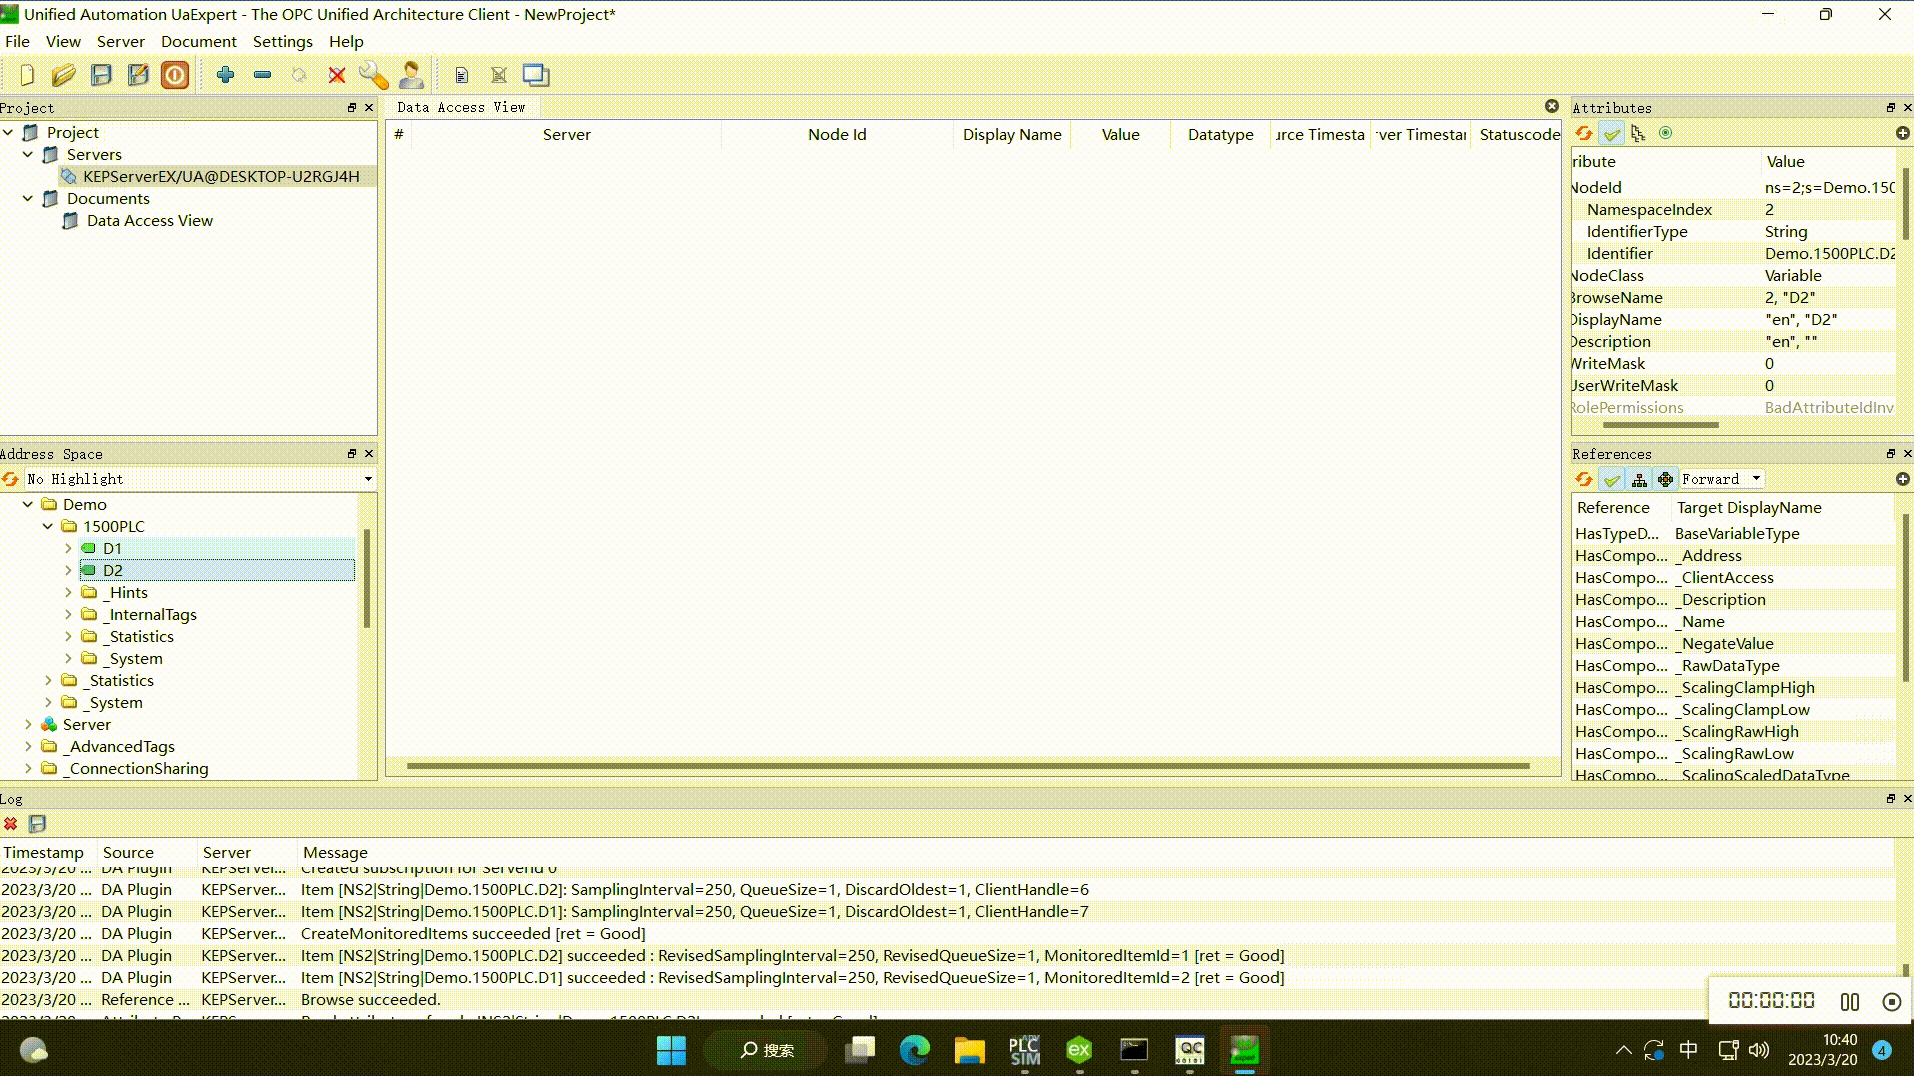 Unified Automation UaExpert - The OPC Unified Architecture Client - NewProject*
File View Server Document Settings Help
Project
Project
Servers
KEPServerEX/UA@DESKTOP-U2RGJ4H
Documents
Data Access View
Address Space
No Highlight
Demo
1500PLC
D1
D2
_Hints
_InternalTags
_Statistics
_System
_Statistics
_System
Server
_AdvancedTags
_ConnectionSharing
Data Access View
# Server Node Id Display Name Value Datatype urce Timesta ver Timestar Statuscode
Attributes
ribute Value
NodeId ns=2;s=Demo.150
NamespaceIndex 2
IdentifierType String
Identifier Demo.1500PLC.D2
NodeClass Variable
BrowseName 2, "D2"
DisplayName "en", "D2"
Description "en", ""
WriteMask 0
UserWriteMask 0
RolePermissions BadAttributeIdInv
References
Forward
Reference Target DisplayName
HasTypeD... BaseVariableType
HasCompo... _Address
HasCompo... _ClientAccess
HasCompo... _Description
HasCompo... _Name
HasCompo... _NegateValue
HasCompo... _RawDataType
HasCompo... _ScalingClampHigh
HasCompo... _ScalingClampLow
HasCompo... _ScalingRawHigh
HasCompo... _ScalingRawLow
HasCompo... _ScalingScaledDataType
Log
Timestamp Source Server Message
2023/3/20 ... DA Plugin KEPServer... Created subscription for ServerId 0
2023/3/20 ... DA Plugin KEPServer... Item [NS2|String|Demo.1500PLC.D2]: SamplingInterval=250, QueueSize=1, DiscardOldest=1, ClientHandle=6
2023/3/20 ... DA Plugin KEPServer... Item [NS2|String|Demo.1500PLC.D1]: SamplingInterval=250, QueueSize=1, DiscardOldest=1, ClientHandle=7
2023/3/20 ... DA Plugin KEPServer... CreateMonitoredItems succeeded [ret = Good]
2023/3/20 ... DA Plugin KEPServer... Item [NS2|String|Demo.1500PLC.D2] succeeded : RevisedSamplingInterval=250, RevisedQueueSize=1, MonitoredItemId=1 [ret = Good]
2023/3/20 ... DA Plugin KEPServer... Item [NS2|String|Demo.1500PLC.D1] succeeded : RevisedSamplingInterval=250, RevisedQueueSize=1, MonitoredItemId=2 [ret = Good]
2023/3/20 ... Reference ... KEPServer... Browse succeeded.
00:00:00
搜索
PLC
SIM
ex
QC
中
10:40
2023/3/20
4